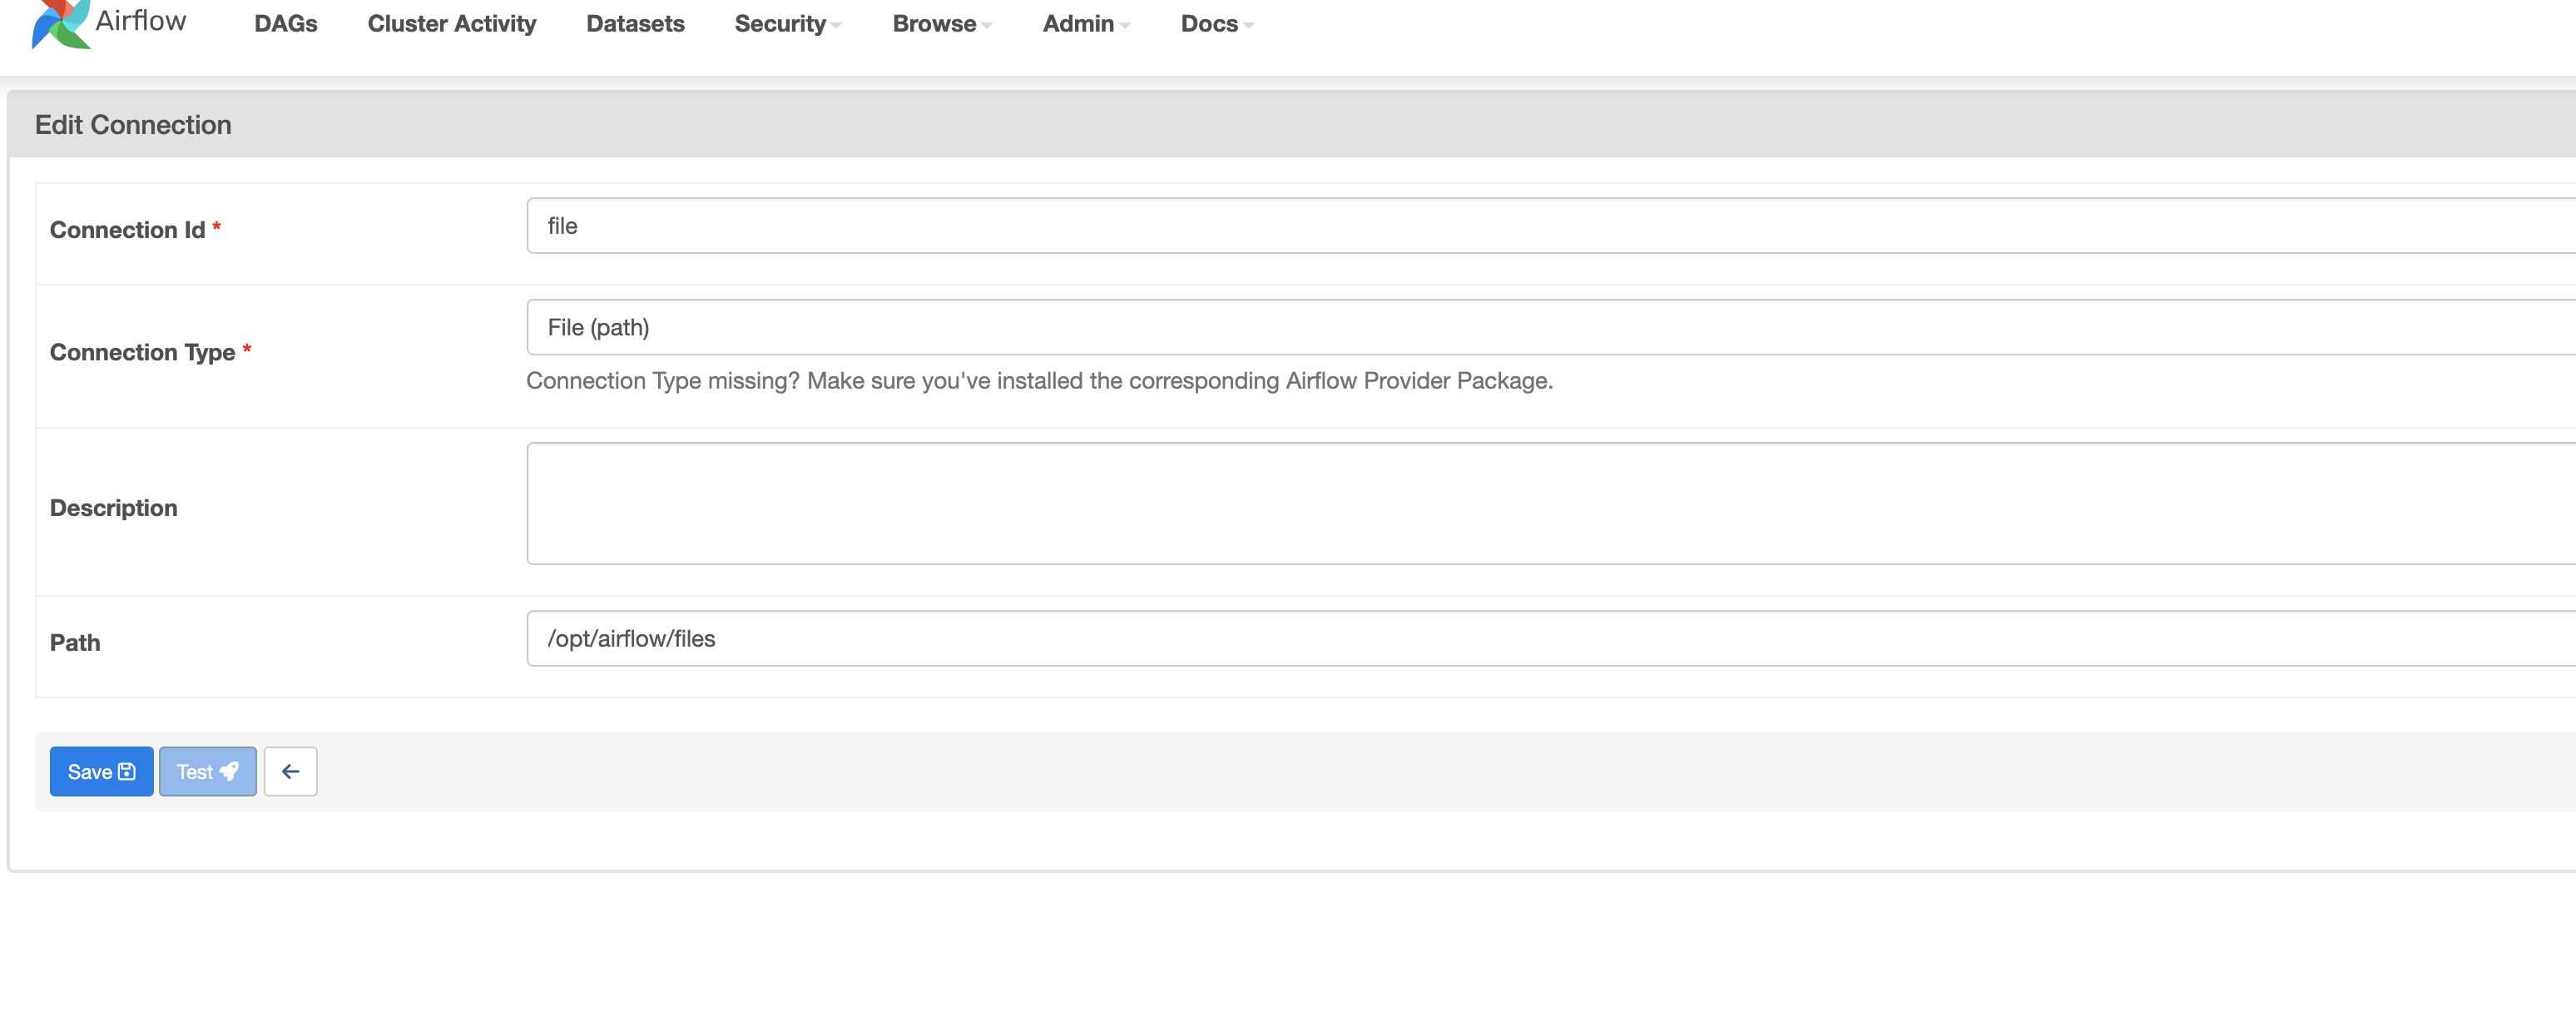 Airflow DAGs Cluster Activity Datasets Security Browse Admin Docs
Edit Connection
Connection Id * file
Connection Type * File (path)
Connection Type missing? Make sure you've installed the corresponding Airflow Provider Package.
Description
Path /opt/airflow/files
Save Test